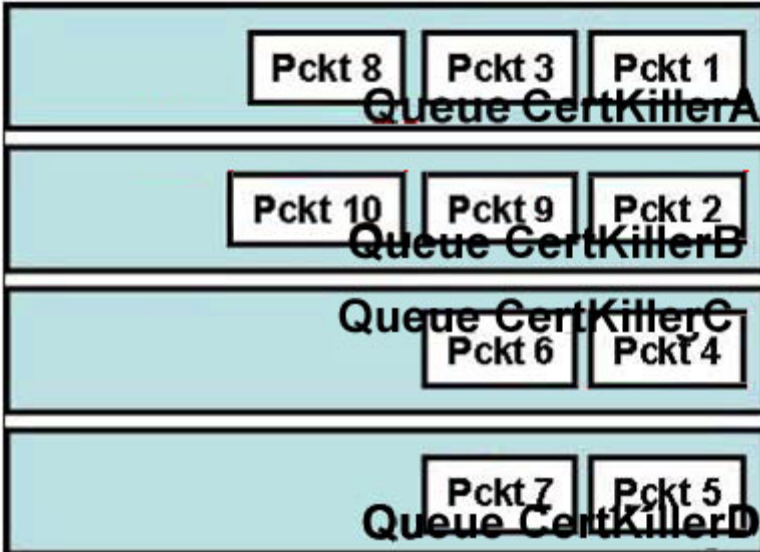 Pckt 8 Pckt 3 Pckt 1
Queue CertKillerA
Pckt 10 Pckt 9 Pckt 2
Queue CertKillerB
Queue CertKillerC
Pckt 6 Pckt 4
Pckt 7 Pckt 5
Queue CertKillerD